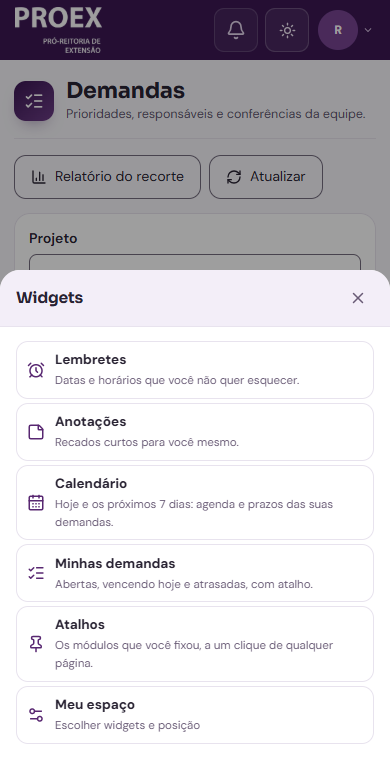 PROEX
PRÓ-REITORIA DE
EXTENSÃO
R
Demandas
Prioridades, responsáveis e conferências da equipe.
Relatório do recorte
Atualizar
Projeto
Widgets
Lembretes
Datas e horários que você não quer esquecer.
Anotações
Recados curtos para você mesmo.
Calendário
Hoje e os próximos 7 dias: agenda e prazos das suas
demandas.
Minhas demandas
Abertas, vencendo hoje e atrasadas, com atalho.
Atalhos
Os módulos que você fixou, a um clique de qualquer
página.
Meu espaço
Escolher widgets e posição